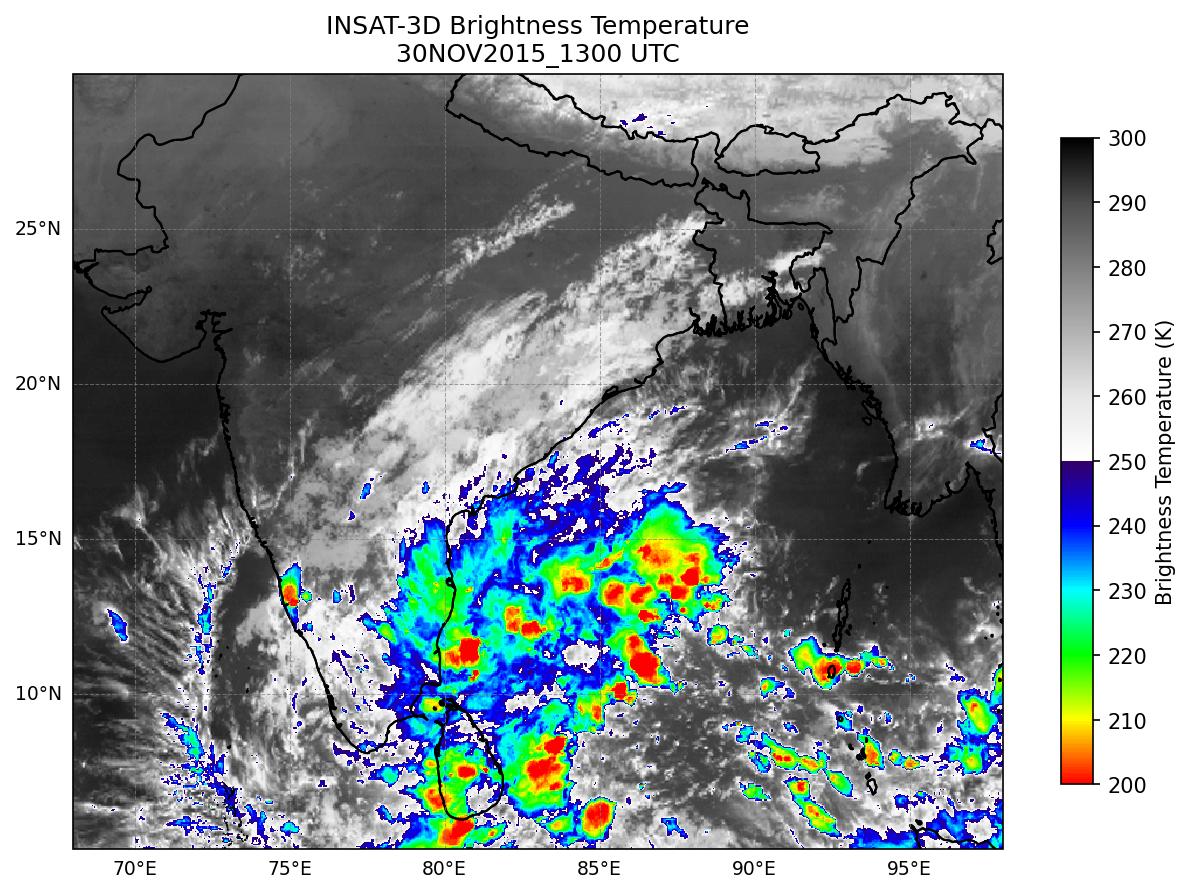 INSAT-3D Brightness Temperature
30NOV2015_1300 UTC
25°N
20°N
15°N
10°N
70°E
75°E
80°E
85°E
90°E
95°E
300
290
280
270
260
250
240
230
220
210
200
Brightness Temperature (K)